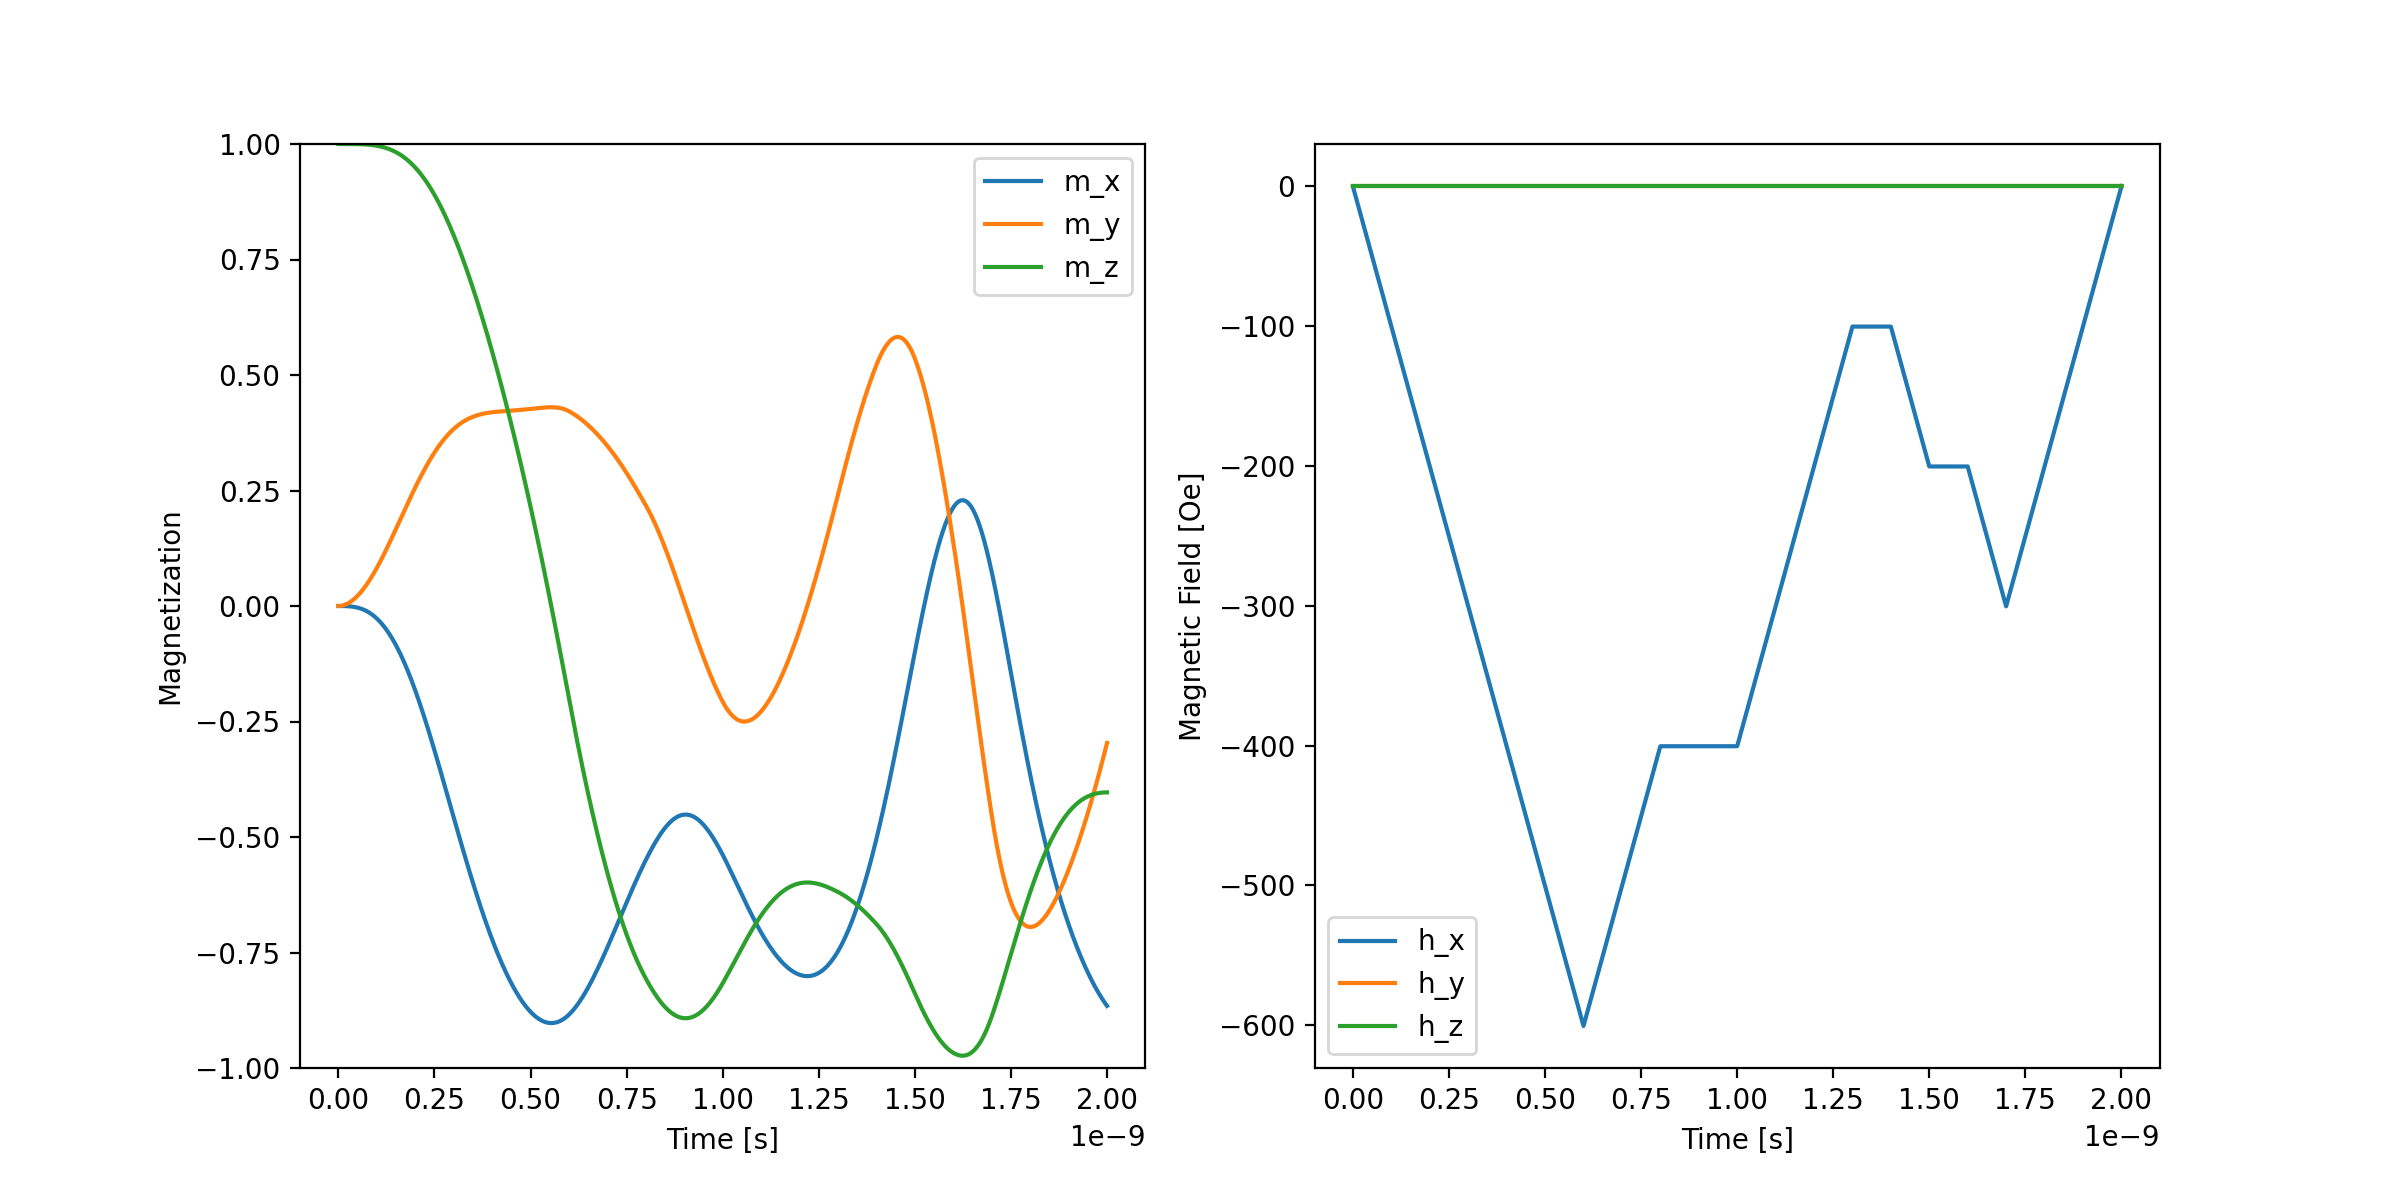 1.00
0.75
0.50
0.25
0.00
−0.25
−0.50
−0.75
−1.00
Magnetization
m_x
m_y
m_z
0.00 0.25 0.50 0.75 1.00 1.25 1.50 1.75 2.00
Time [s]
1e−9
0
−100
−200
−300
−400
−500
−600
Magnetic Field [Oe]
h_x
h_y
h_z
0.00 0.25 0.50 0.75 1.00 1.25 1.50 1.75 2.00
Time [s]
1e−9